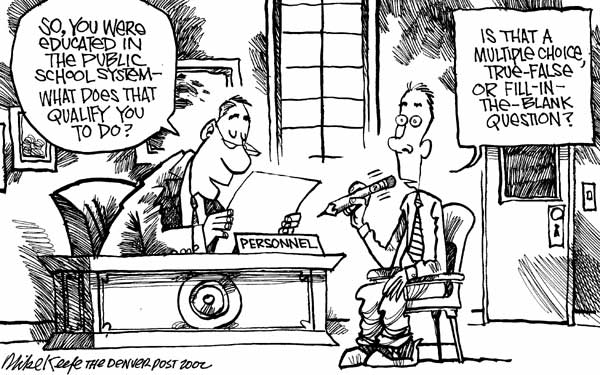 SO, YOU WERE
EDUCATED IN
THE PUBLIC
SCHOOL SYSTEM—
WHAT DOES THAT
QUALIFY YOU
TO DO?
IS THAT A
MULTIPLE CHOICE,
TRUE-FALSE
OR FILL-IN-
THE-BLANK
QUESTION?
PERSONNEL
Mike Keefe THE DENVER POST 2002